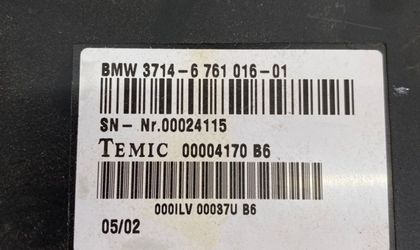 BMW 3714-6 761 016-01
SN- Nr.00024115
TEMIC 00004170 B6
000ILV 00037U B6
05/02